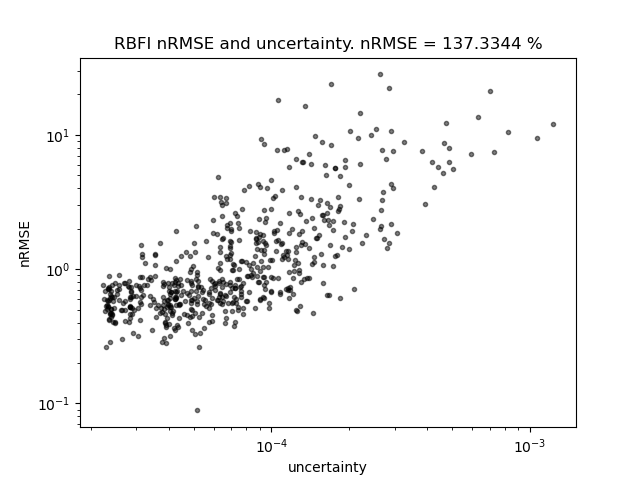 RBFI nRMSE and uncertainty. nRMSE = 137.3344 %
10¹
10⁰
10⁻¹
nRMSE
10⁻⁴
10⁻³
uncertainty